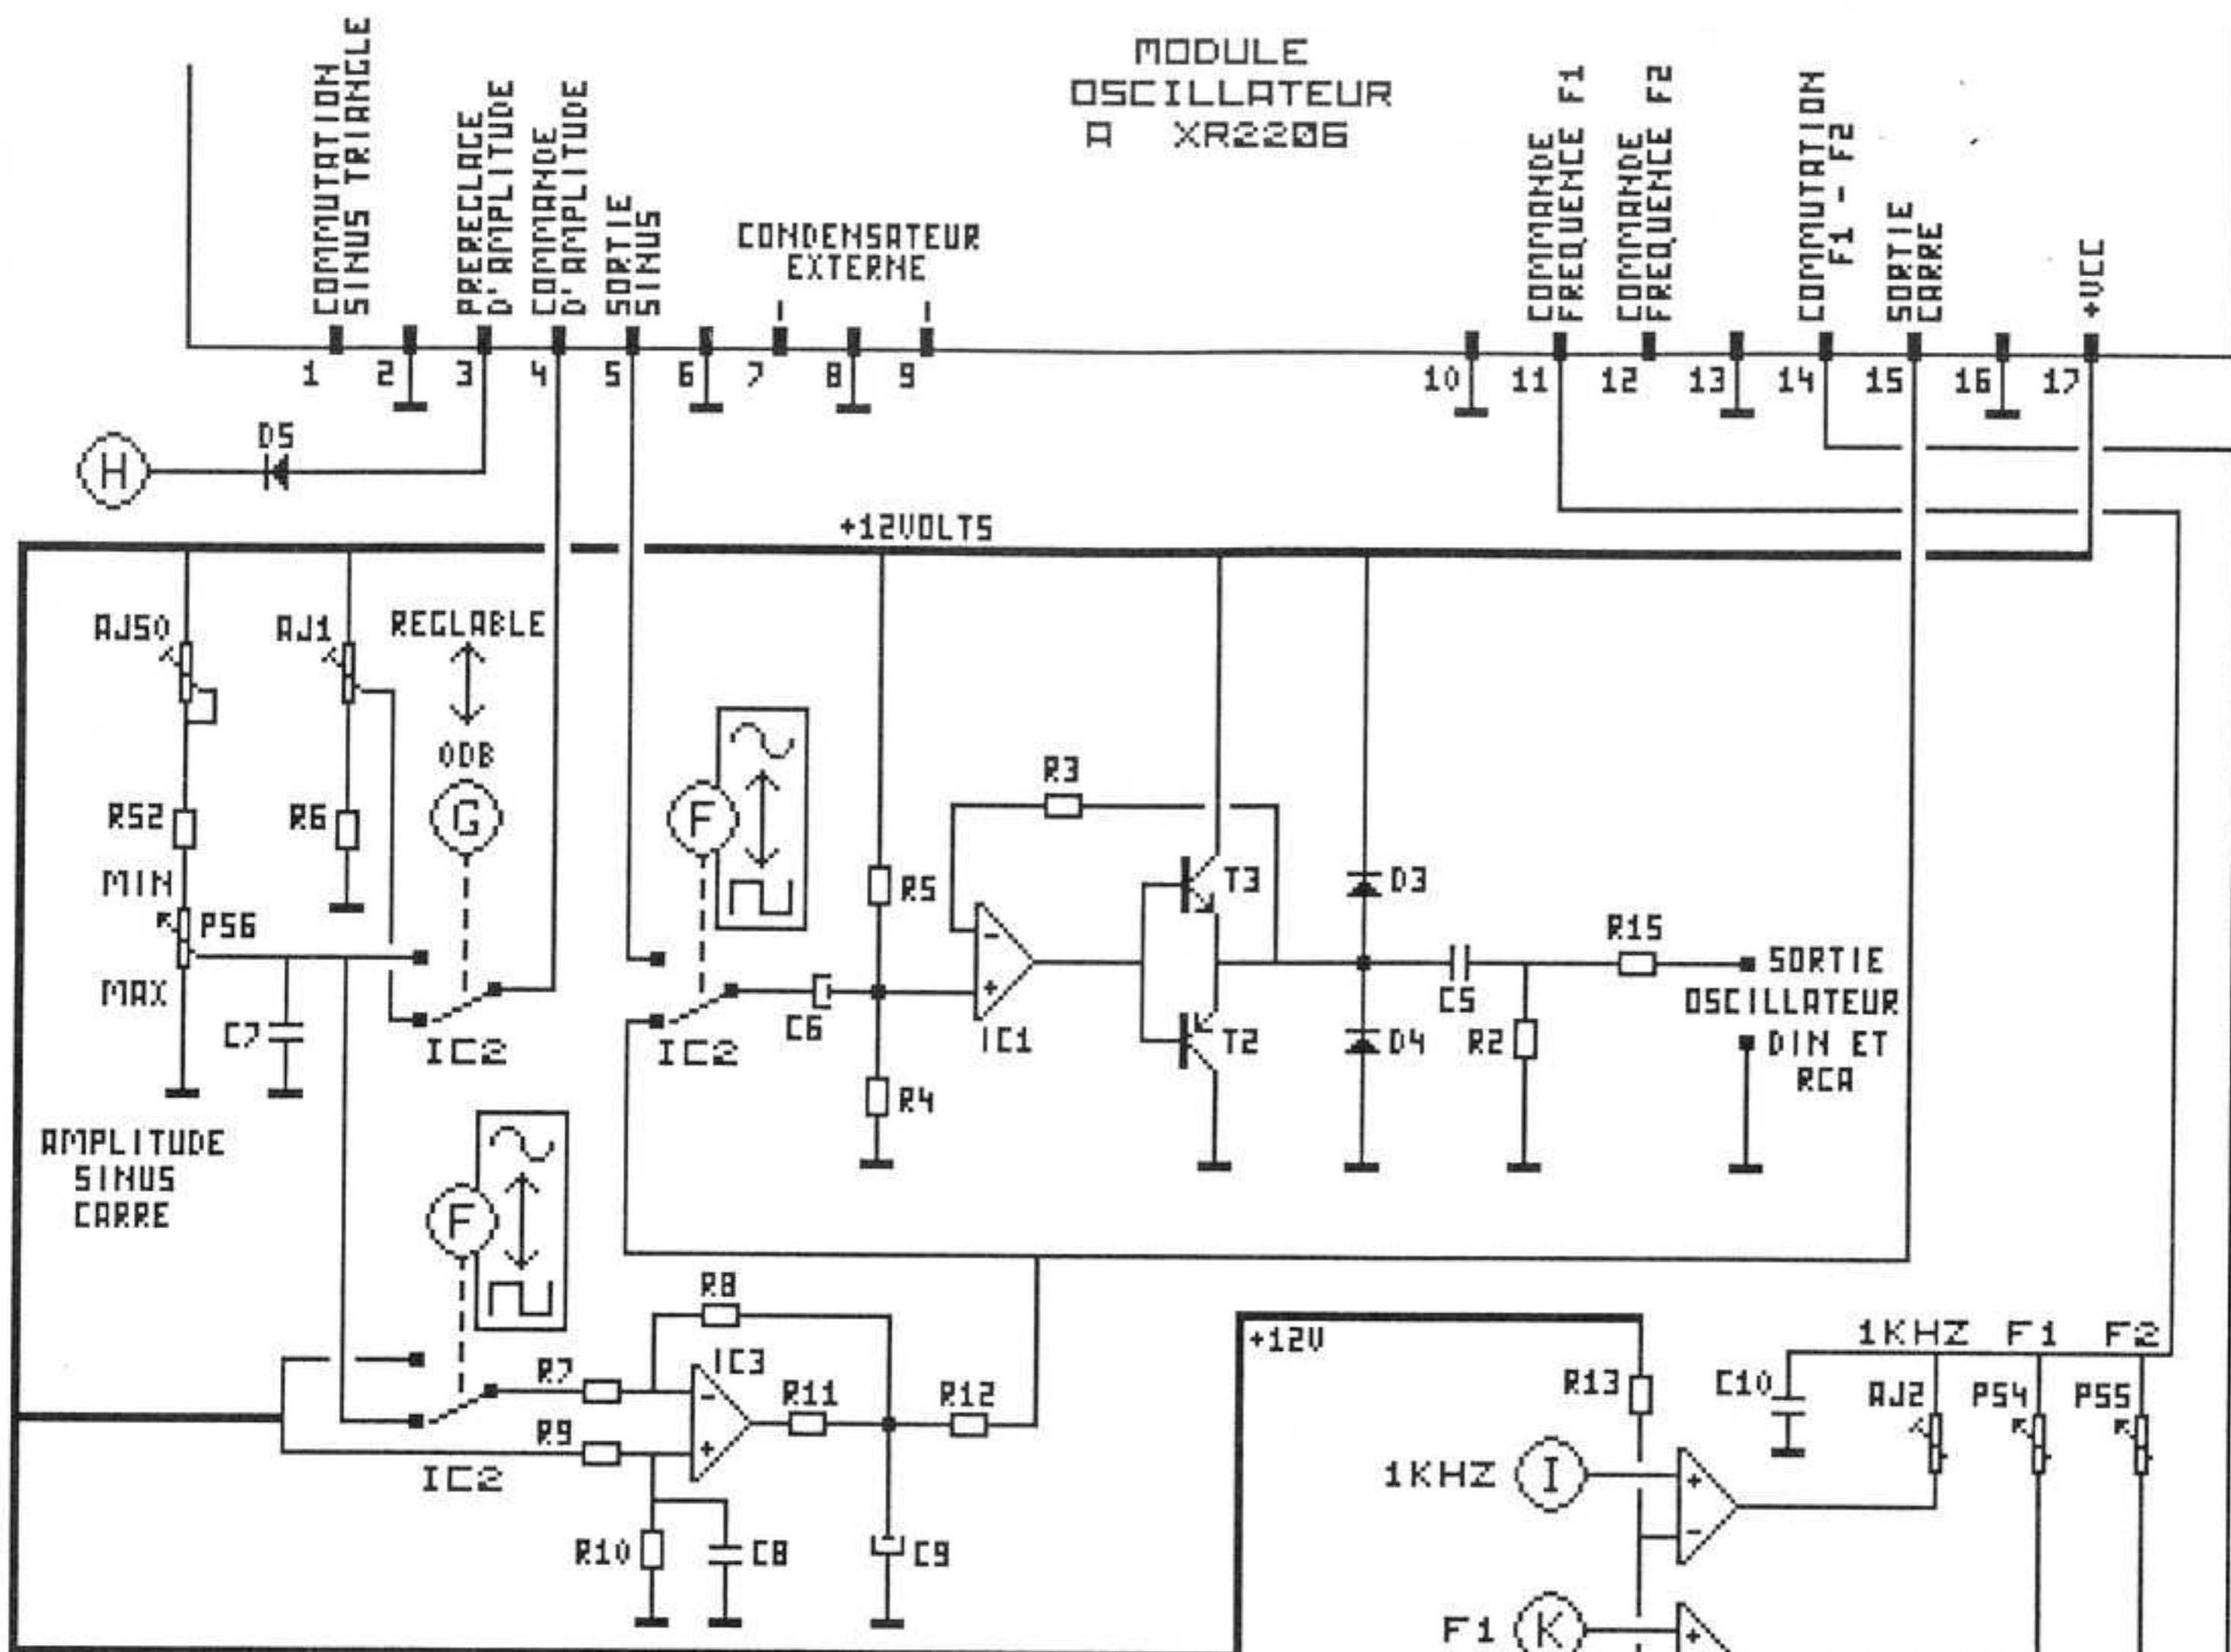 MODULE
OSCILLATEUR
A XR2206
COMMUTATION
SINUS TRIANGLE
PREREGLAGE
D'AMPLITUDE
COMMANDE
D'AMPLITUDE
SORTIE
SINUS
CONDENSATEUR
EXTERNE
COMMANDE
FREQUENCE F1
COMMANDE
FREQUENCE F2
COMMUTATION
F1 - F2
SORTIE
CARRE
+VCC
1 2 3 4 5 6 7 8 9 10 11 12 13 14 15 16 17
H
D5
+12VOLTS
AJ50
AJ1
REGLABLE
0DB
G
R52
R6
MIN
P56
MAX
C7
IC2
F
IC2
C6
R5
R4
R3
IC1
T3
T2
D3
D4
C5
R2
R15
SORTIE
OSCILLATEUR
DIN ET
RCA
AMPLITUDE
SINUS
CARRE
F
R8
IC3
R7
R9
IC2
R11
R12
R10
C8
C9
+12V
R13
C10
1KHZ F1 F2
AJ2
P54
P55
1KHZ I
F1 K